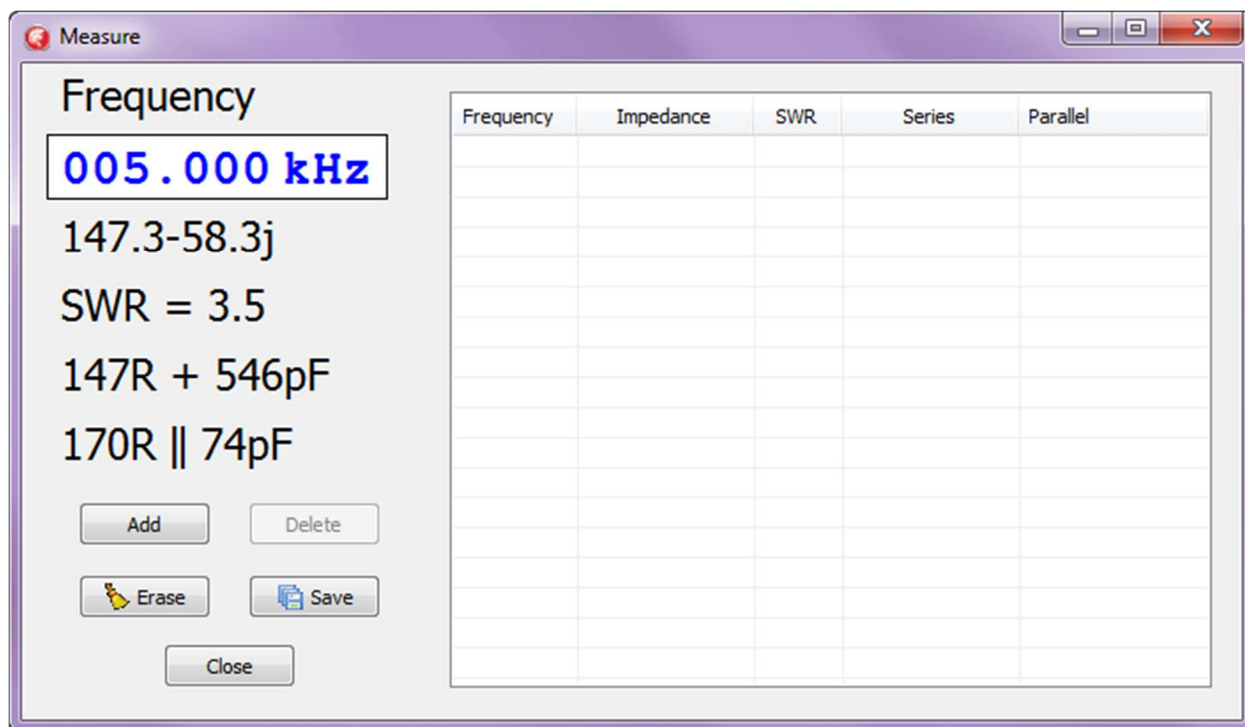 Measure
Frequency
005.000 kHz
147.3-58.3j
SWR = 3.5
147R + 546pF
170R || 74pF
Add Delete
Erase Save
Close
Frequency Impedance SWR Series Parallel